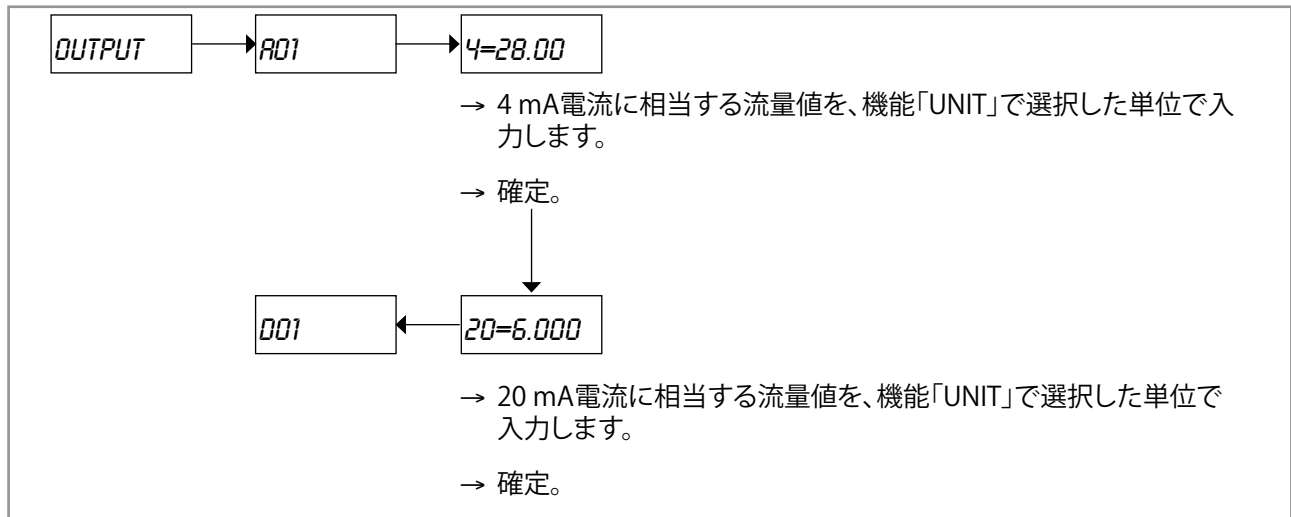 OUTPUT
AO1
4=28.00
→ 4 mA電流に相当する流量値を、機能「UNIT」で選択した単位で入
力します。
→ 確定。
DO1
20=6.000
→ 20 mA電流に相当する流量値を、機能「UNIT」で選択した単位で
入力します。
→ 確定。